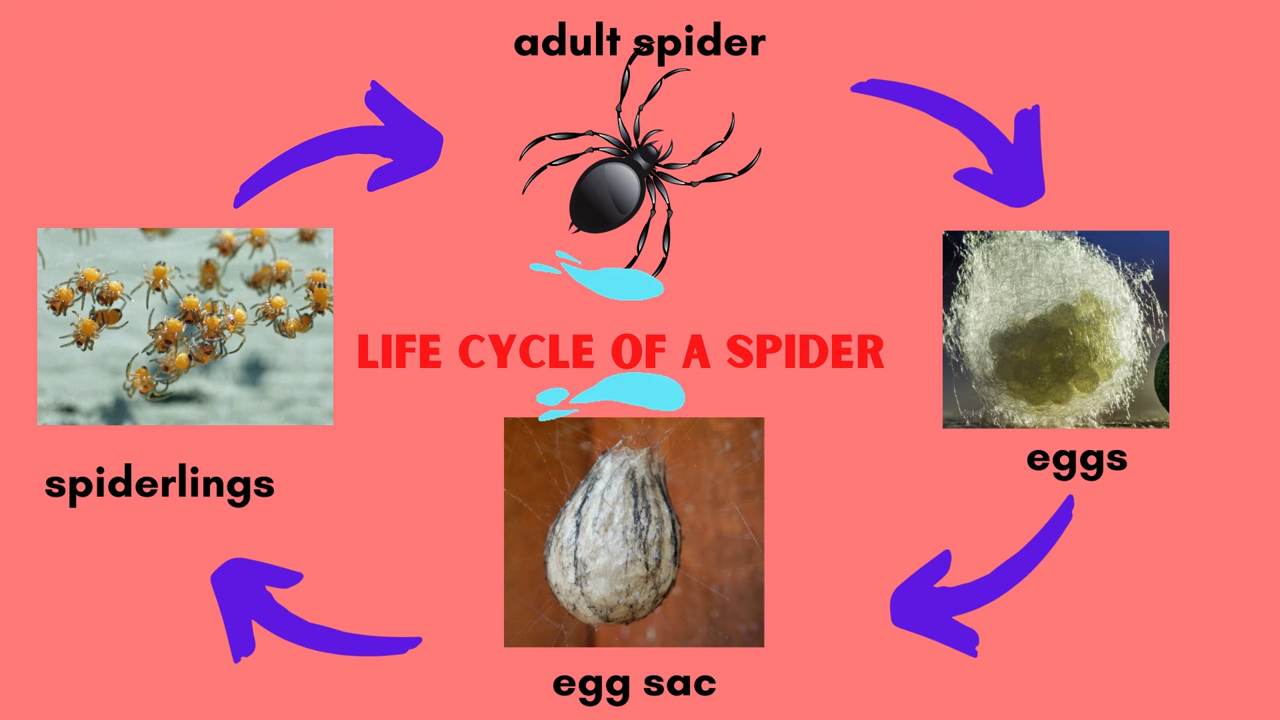 adult spider
LIFE CYCLE OF A SPIDER
spiderlings
eggs
egg sac